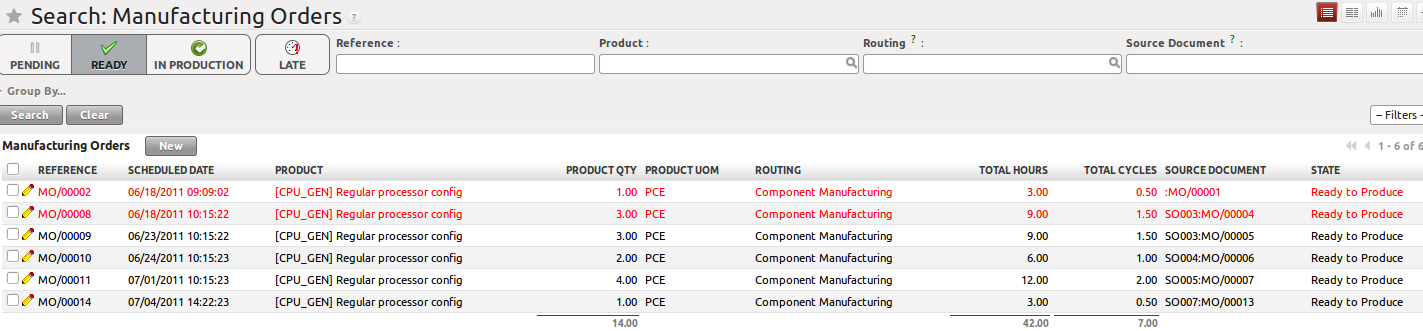 Search: Manufacturing Orders ?
PENDING READY IN PRODUCTION LATE Reference : Product : Routing ? : Source Document ? :
Group By...
Search Clear -- Filters -
Manufacturing Orders New 1 - 6 of 6
REFERENCE SCHEDULED DATE PRODUCT PRODUCT QTY PRODUCT UOM ROUTING TOTAL HOURS TOTAL CYCLES SOURCE DOCUMENT STATE
MO/00002 06/18/2011 09:09:02 [CPU_GEN] Regular processor config 1.00 PCE Component Manufacturing 3.00 0.50 :MO/00001 Ready to Produce
MO/00008 06/18/2011 10:15:22 [CPU_GEN] Regular processor config 3.00 PCE Component Manufacturing 9.00 1.50 SO003:MO/00004 Ready to Produce
MO/00009 06/23/2011 10:15:22 [CPU_GEN] Regular processor config 3.00 PCE Component Manufacturing 9.00 1.50 SO003:MO/00005 Ready to Produce
MO/00010 06/24/2011 10:15:23 [CPU_GEN] Regular processor config 2.00 PCE Component Manufacturing 6.00 1.00 SO004:MO/00006 Ready to Produce
MO/00011 07/01/2011 10:15:23 [CPU_GEN] Regular processor config 4.00 PCE Component Manufacturing 12.00 2.00 SO005:MO/00007 Ready to Produce
MO/00014 07/04/2011 14:22:23 [CPU_GEN] Regular processor config 1.00 PCE Component Manufacturing 3.00 0.50 SO007:MO/00013 Ready to Produce
14.00 42.00 7.00